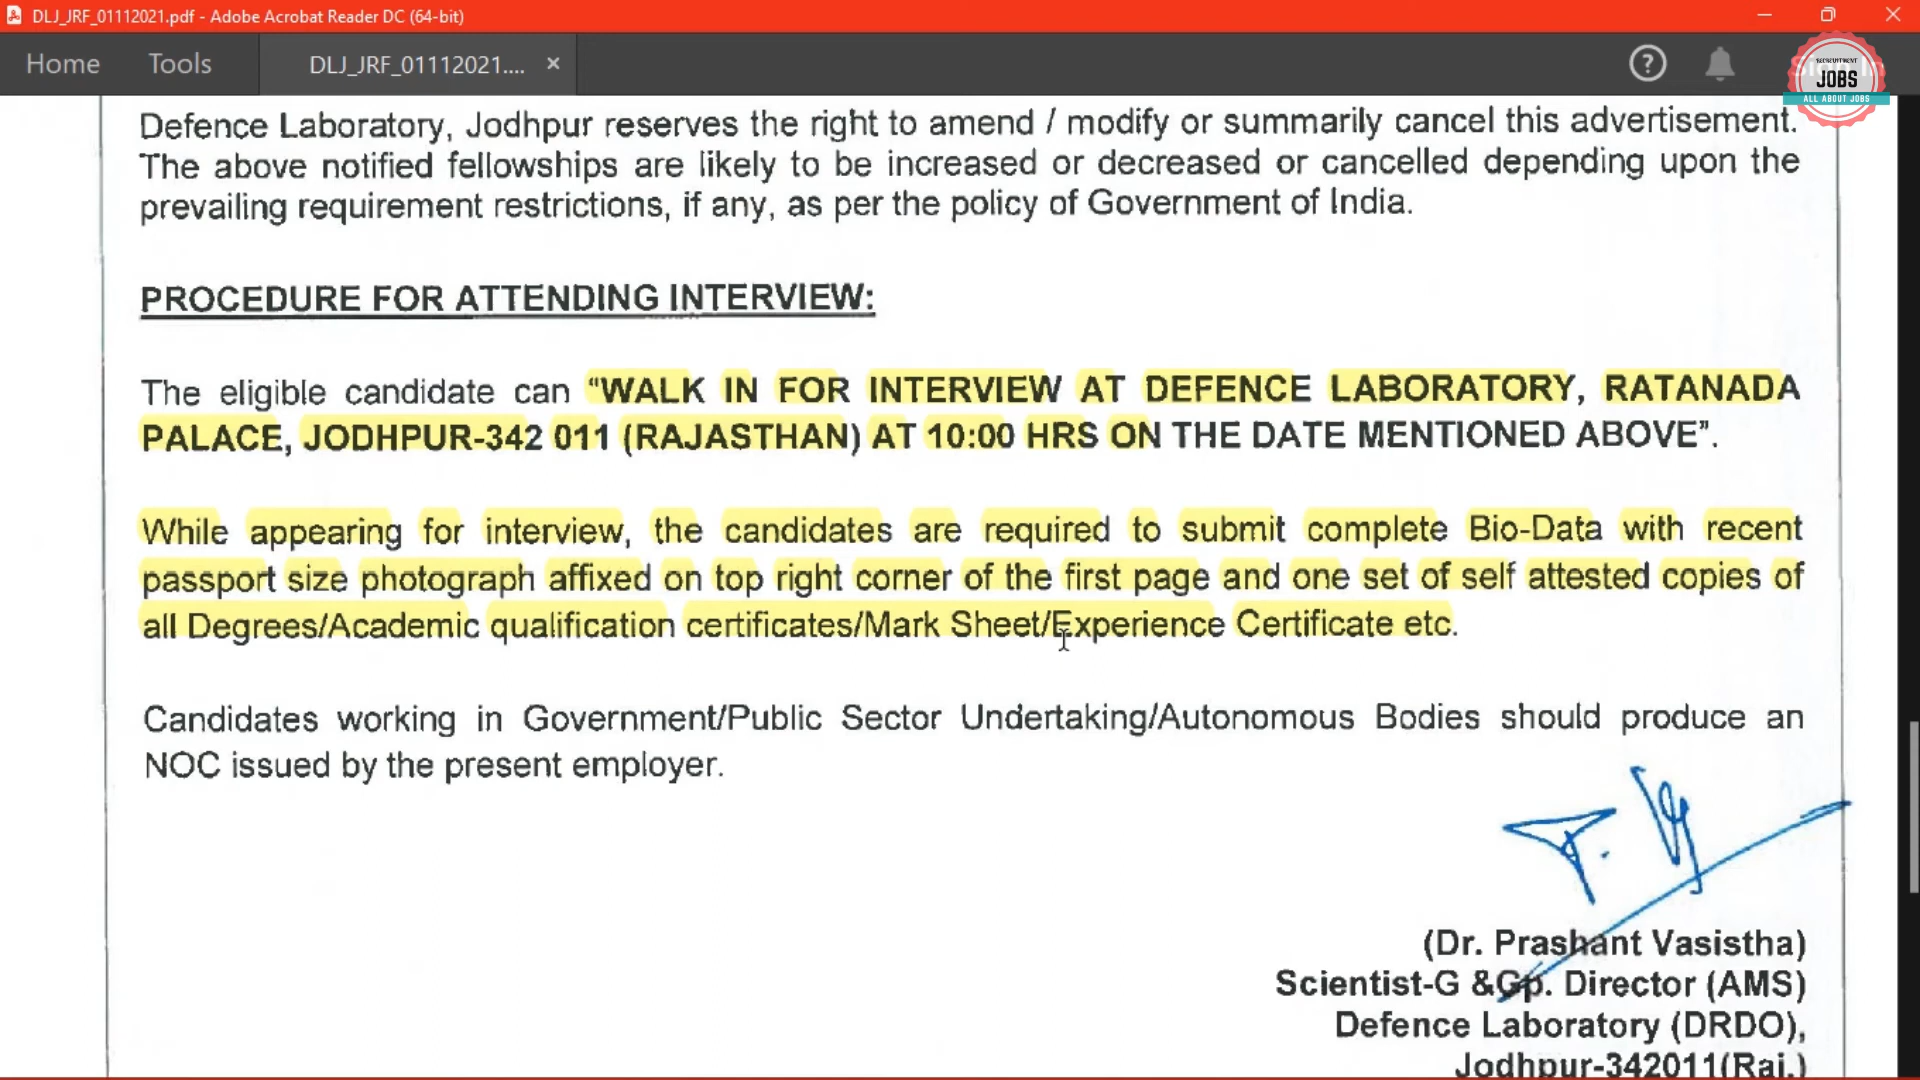 DLJ_JRF_01112021.pdf - Adobe Acrobat Reader DC (64-bit)
Home Tools DLJ_JRF_01112021....
RECRUITMENT
JOBS
ALL ABOUT JOBS
Defence Laboratory, Jodhpur reserves the right to amend / modify or summarily cancel this advertisement.
The above notified fellowships are likely to be increased or decreased or cancelled depending upon the
prevailing requirement restrictions, if any, as per the policy of Government of India.
PROCEDURE FOR ATTENDING INTERVIEW:
The eligible candidate can “WALK IN FOR INTERVIEW AT DEFENCE LABORATORY, RATANADA
PALACE, JODHPUR-342 011 (RAJASTHAN) AT 10:00 HRS ON THE DATE MENTIONED ABOVE”.
While appearing for interview, the candidates are required to submit complete Bio-Data with recent
passport size photograph affixed on top right corner of the first page and one set of self attested copies of
all Degrees/Academic qualification certificates/Mark Sheet/Experience Certificate etc.
Candidates working in Government/Public Sector Undertaking/Autonomous Bodies should produce an
NOC issued by the present employer.
(Dr. Prashant Vasistha)
Scientist-G &Gp. Director (AMS)
Defence Laboratory (DRDO),
Jodhpur-342011(Raj.)